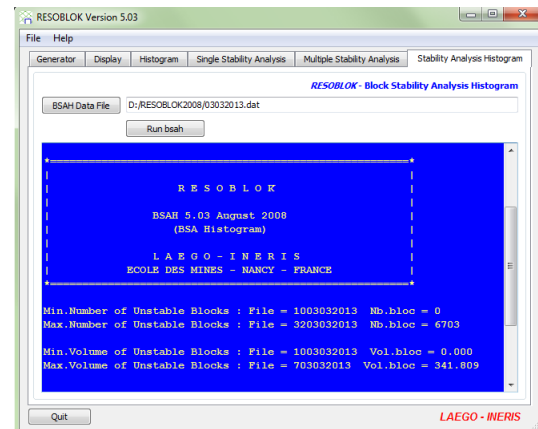 RESOBLOK Version 5.03
File Help
Generator Display Histogram Single Stability Analysis Multiple Stability Analysis Stability Analysis Histogram
RESOBLOK - Block Stability Analysis Histogram
BSAH Data File D:/RESOBLOK2008/03032013.dat
Run bsah
R E S O B L O K
BSAH 5.03 August 2008
(BSA Histogram)
L A E G O - I N E R I S
ECOLE DES MINES - NANCY - FRANCE
Min.Number of Unstable Blocks : File = 1003032013 Nb.bloc = 0
Max.Number of Unstable Blocks : File = 3203032013 Nb.bloc = 6703
Min.Volume of Unstable Blocks : File = 1003032013 Vol.bloc = 0.000
Max.Volume of Unstable Blocks : File = 703032013 Vol.bloc = 341.809
Quit LAEGO - INERIS